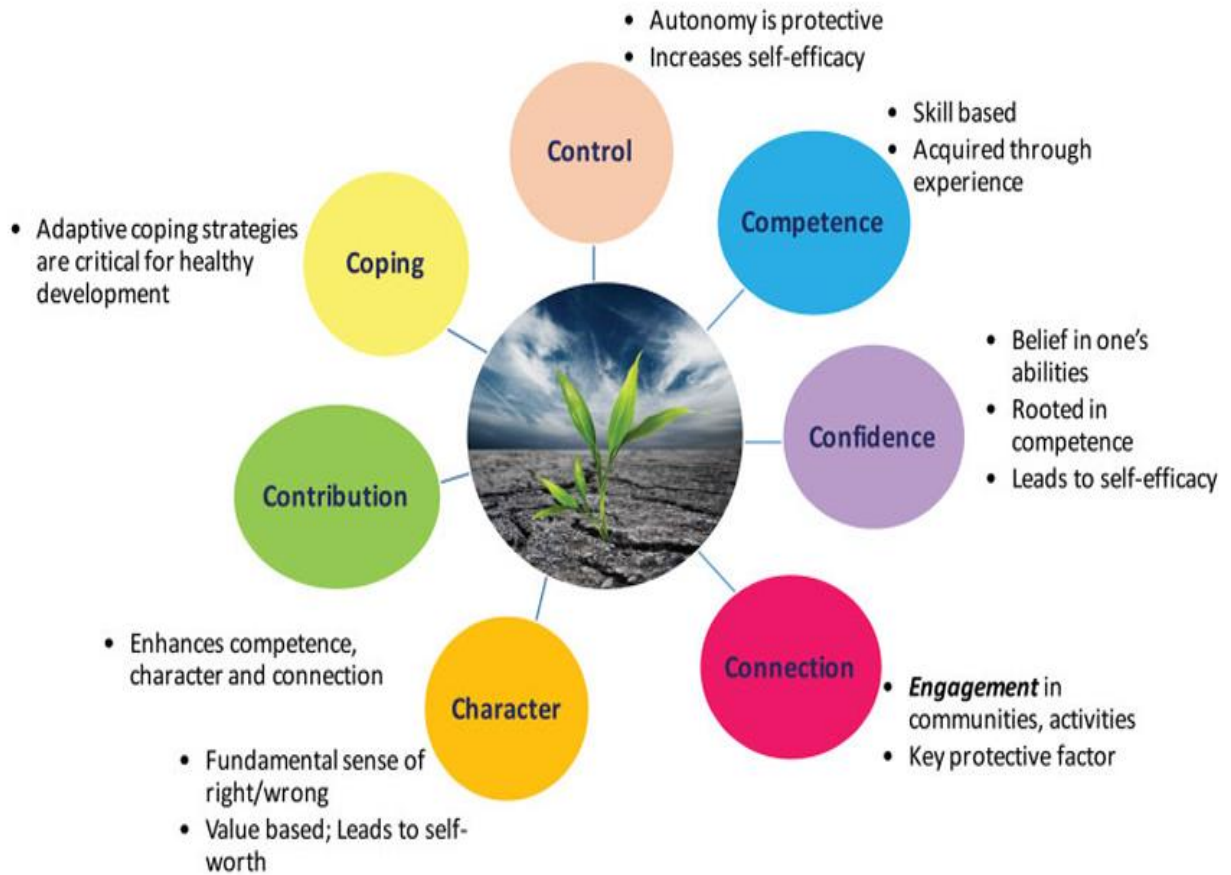 • Autonomy is protective
• Increases self-efficacy
Control
• Skill based
• Acquired through
experience
Competence
• Belief in one's
abilities
• Rooted in
competence
• Leads to self-efficacy
Confidence
Connection
• Engagement in
communities, activities
• Key protective factor
Character
• Fundamental sense of
right/wrong
• Value based; Leads to self-
worth
Contribution
• Enhances competence,
character and connection
Coping
• Adaptive coping strategies
are critical for healthy
development